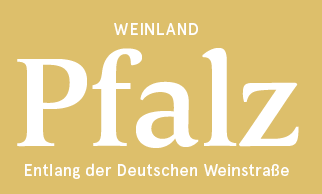 WEINLAND
Pfalz
Entlang der Deutschen Weinstraße